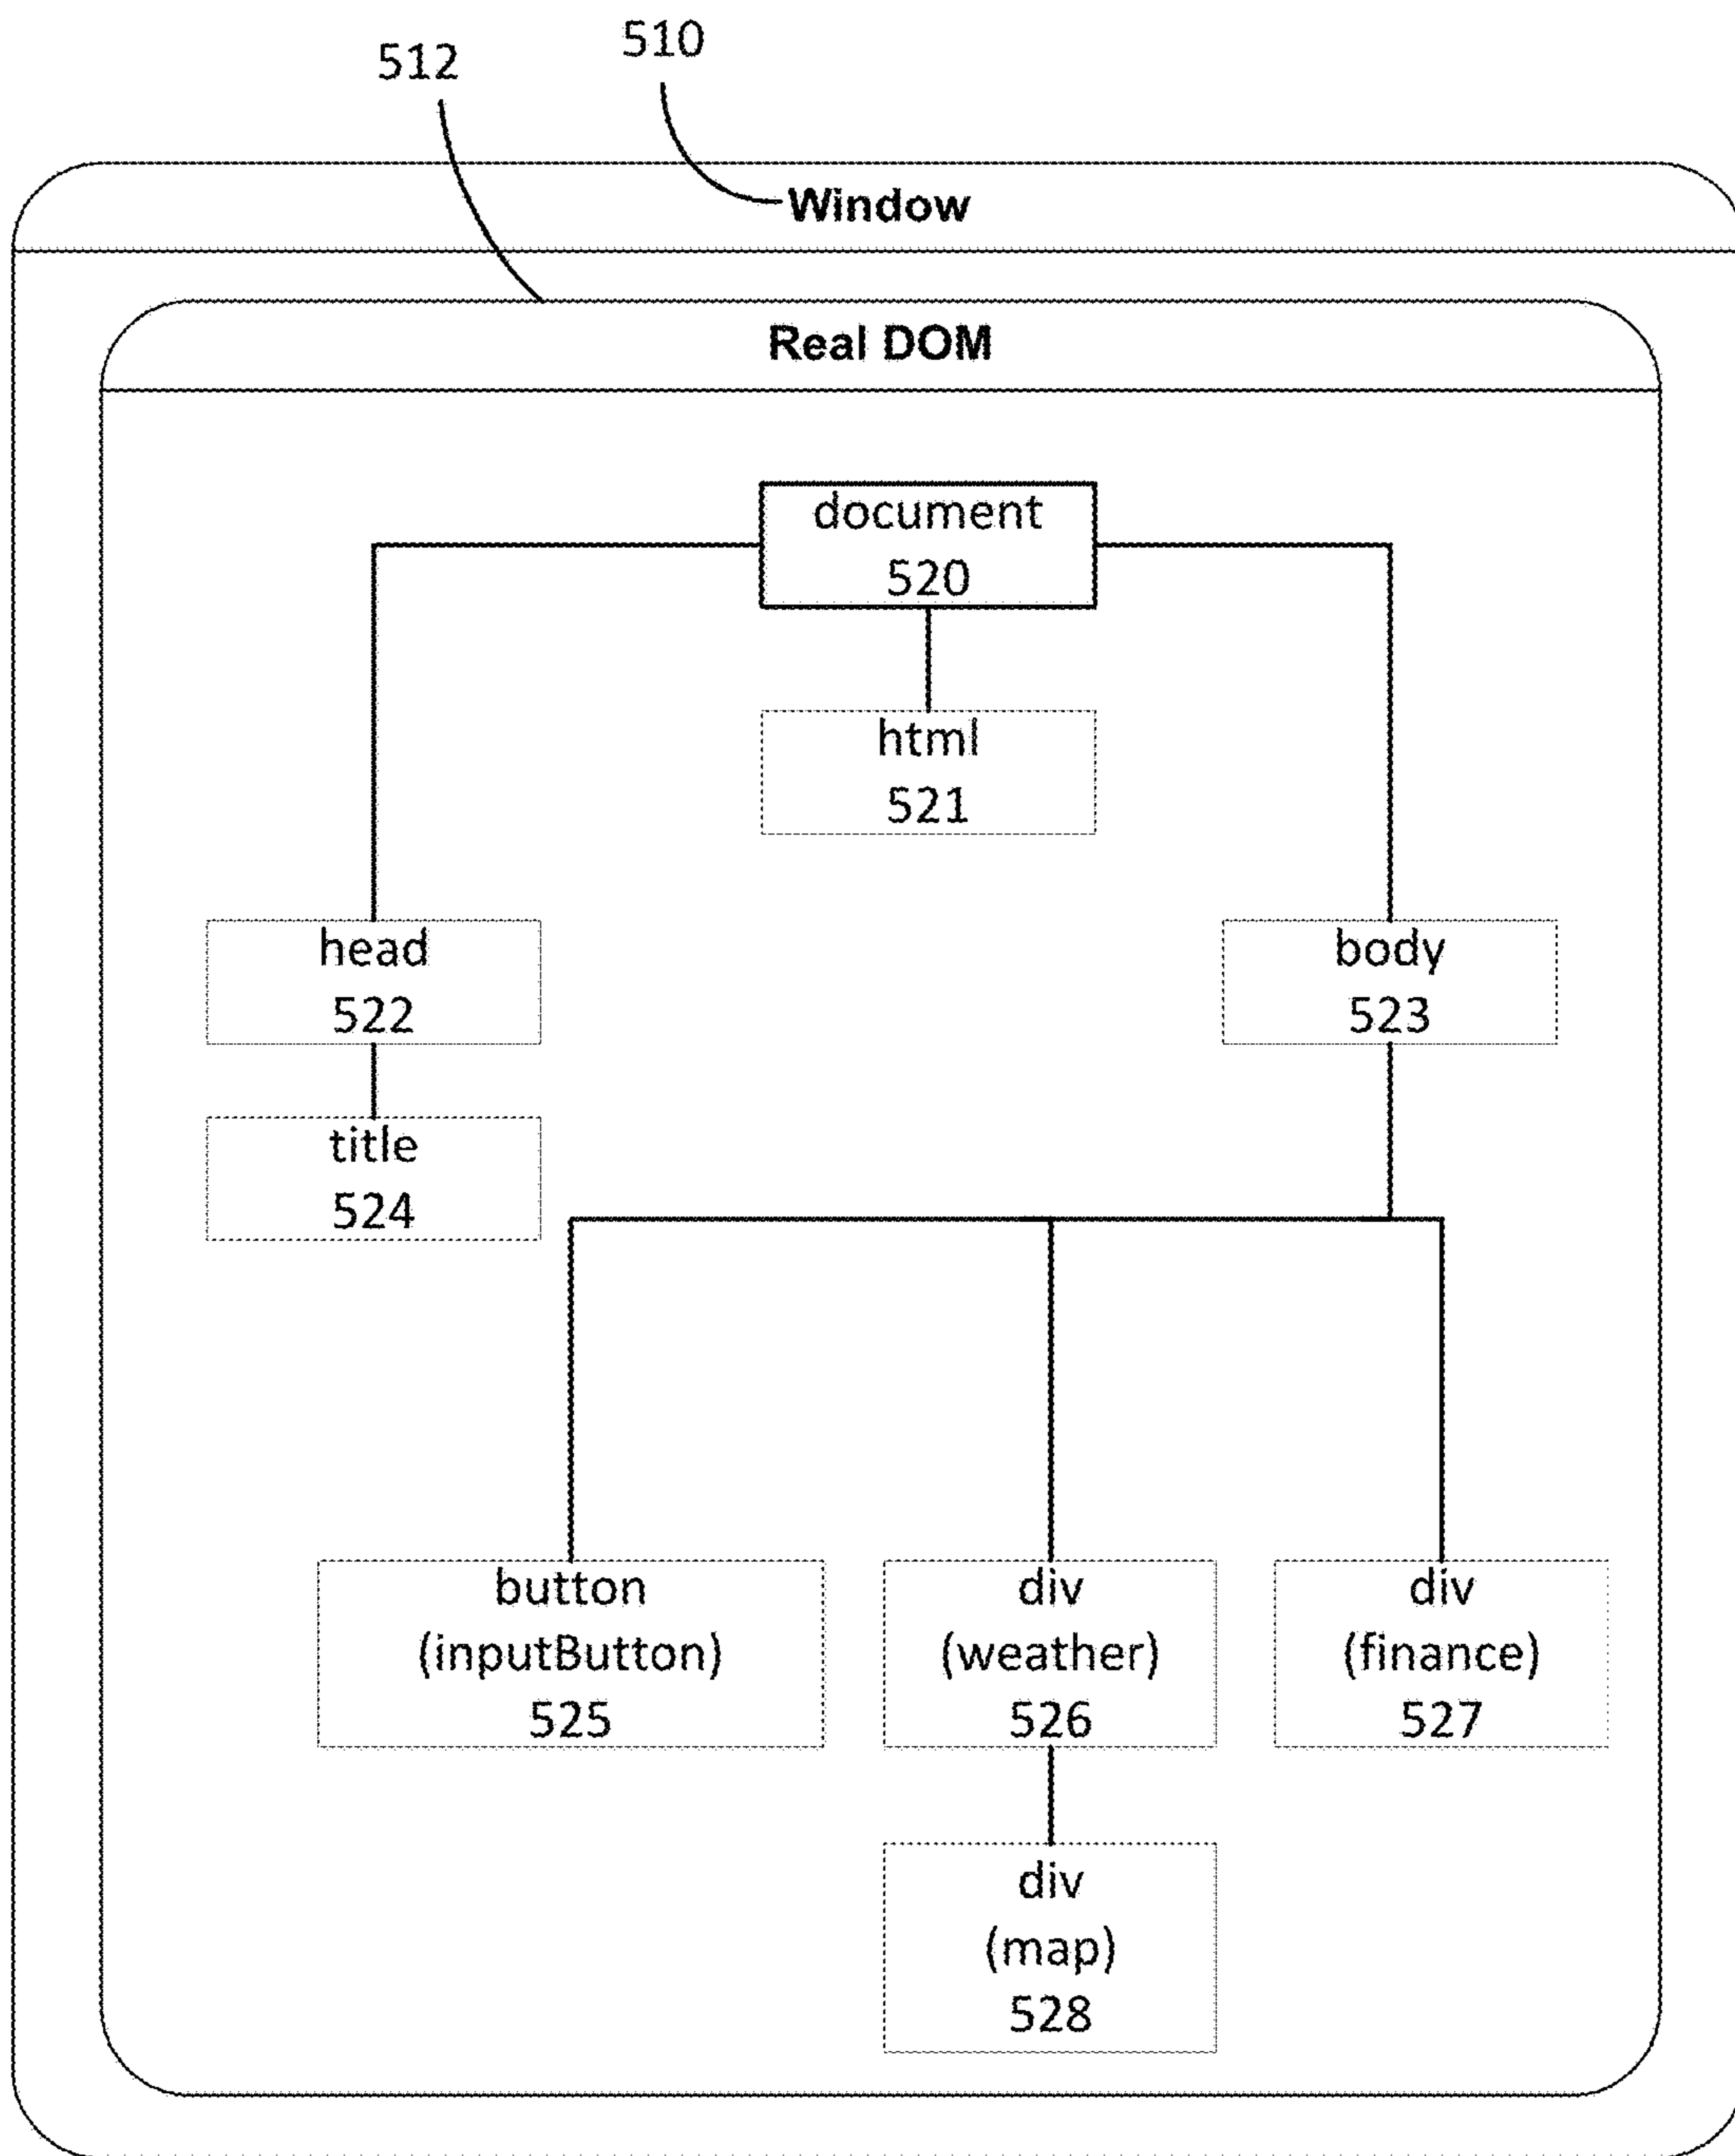 512
510
Window
Real DOM
document
520
html
521
head
522
body
523
title
524
button
(inputButton)
525
div
(weather)
526
div
(finance)
527
div
(map)
528